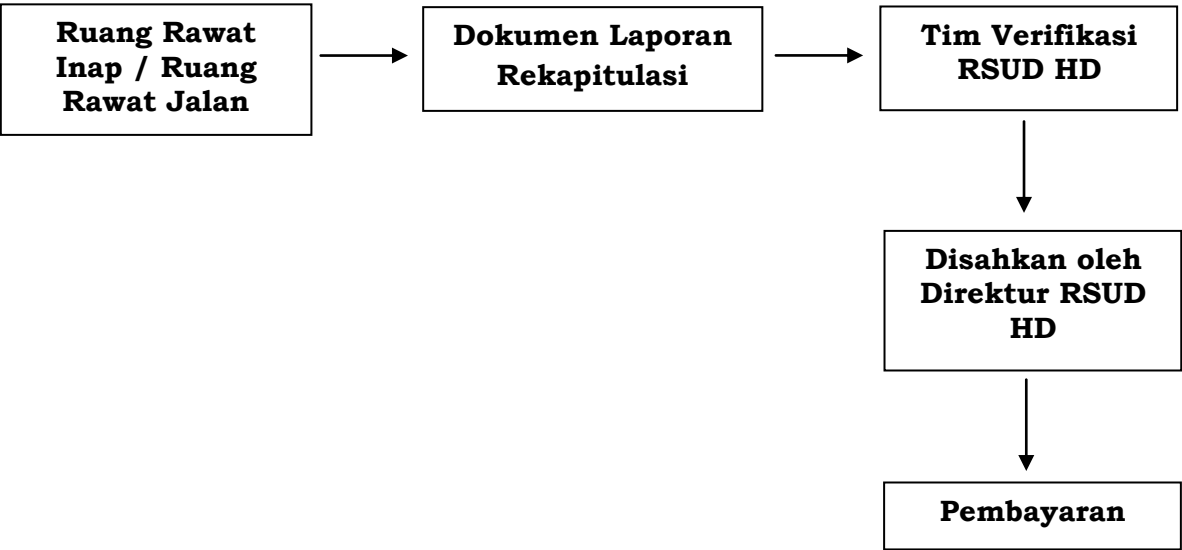 Ruang Rawat
Inap / Ruang
Rawat Jalan
Dokumen Laporan
Rekapitulasi
Tim Verifikasi
RSUD HD
Disahkan oleh
Direktur RSUD
HD
Pembayaran